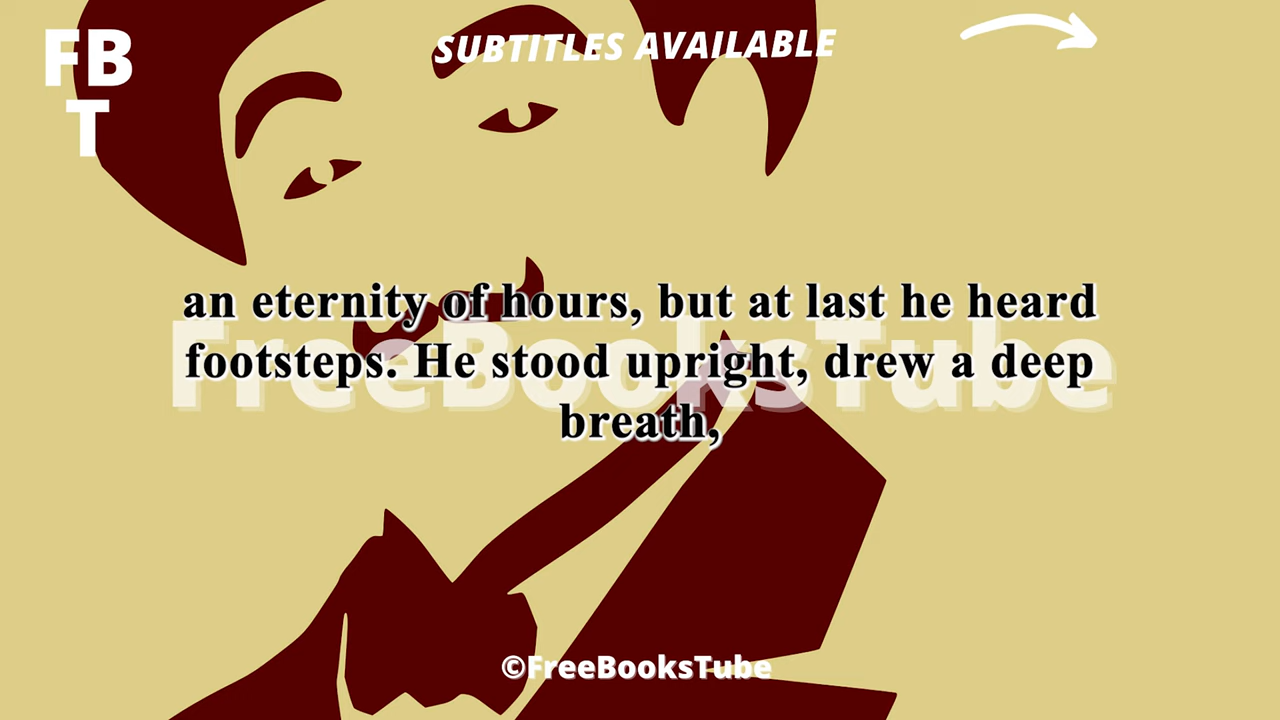 FB
T
SUBTITLES AVAILABLE
an eternity of hours, but at last he heard
footsteps. He stood upright, drew a deep
breath,
FreeBooksTube
©FreeBooksTube